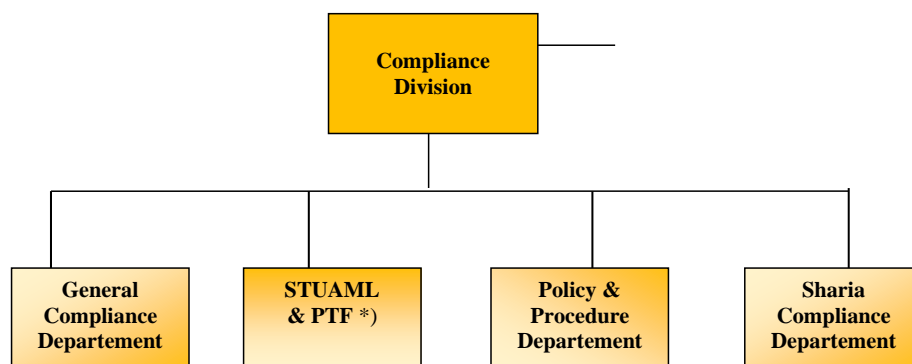 Compliance
Division
General
Compliance
Departement
STUAML
& PTF *)
Policy &
Procedure
Departement
Sharia
Compliance
Departement